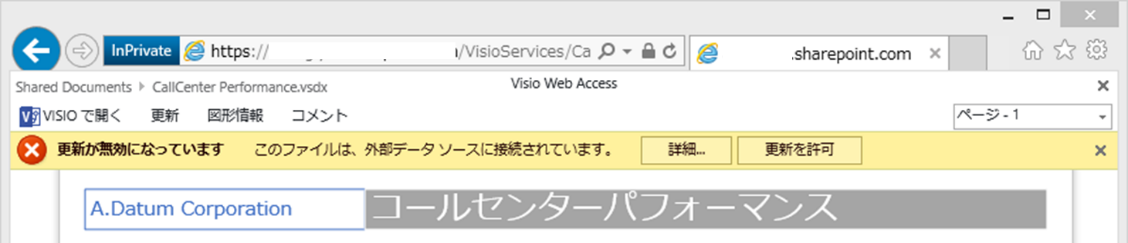 InPrivate https:// /VisioServices/Ca .sharepoint.com
Visio Web Access
Shared Documents CallCenter Performance.vsdx
VISIO で開く 更新 図形情報 コメント ページ - 1
更新が無効になっています このファイルは、外部データ ソースに接続されています。 詳細... 更新を許可
A.Datum Corporation コールセンターパフォーマンス